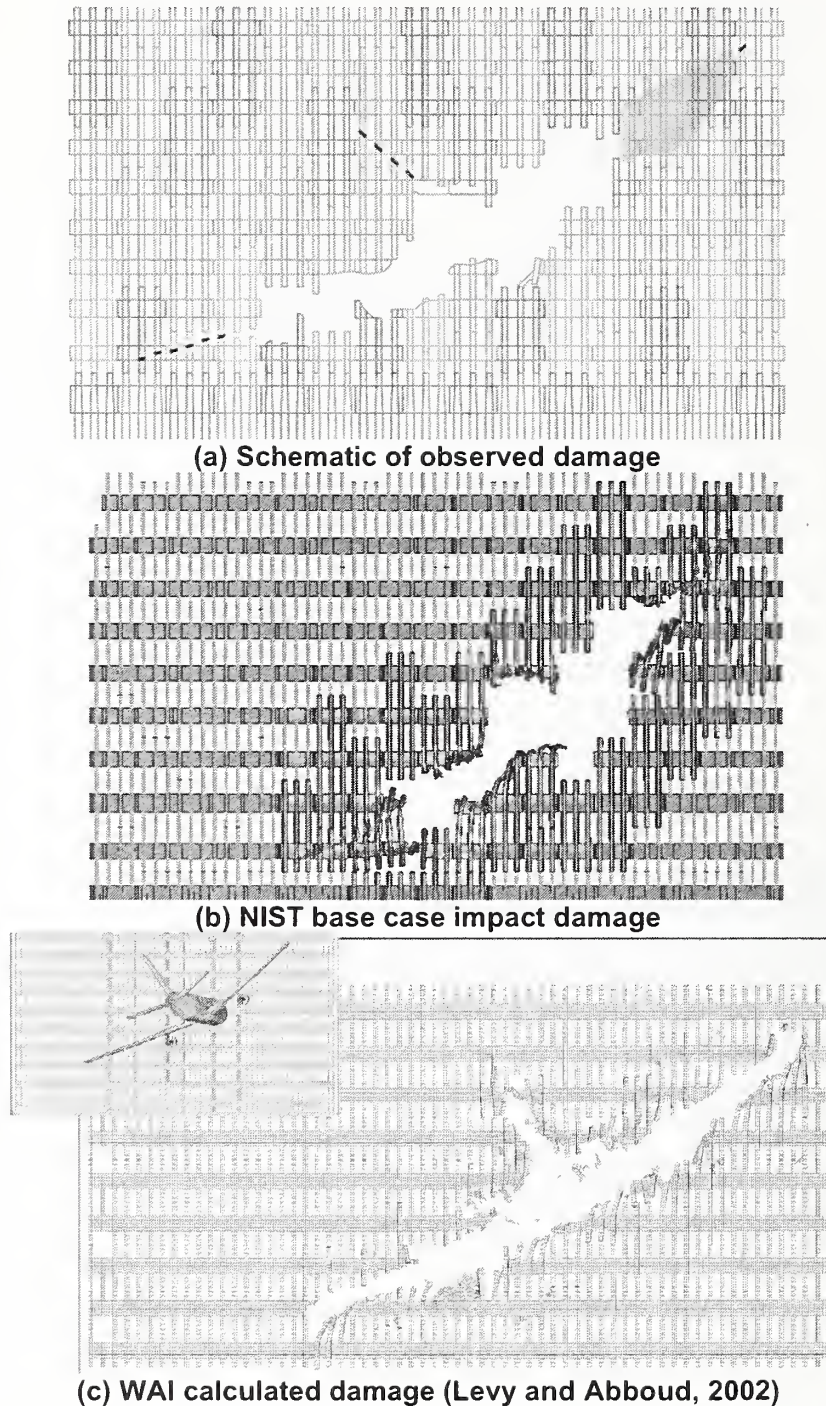 (a) Schematic of observed damage
(b) NIST base case impact damage
(c) WAI calculated damage (Levy and Abboud, 2002)